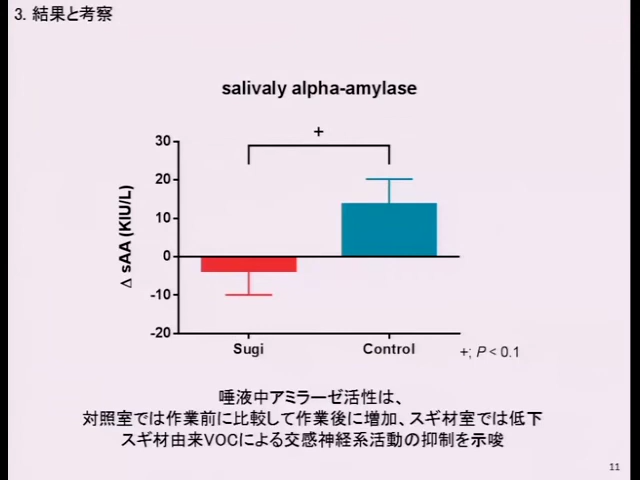 3. 結果と考察
salivaly alpha-amylase
+
30
20
10
0
-10
-20
Δ sAA (KIU/L)
Sugi Control
+; P < 0.1
唾液中アミラーゼ活性は、
対照室では作業前に比較して作業後に増加、スギ材室では低下
スギ材由来VOCによる交感神経系活動の抑制を示唆
11